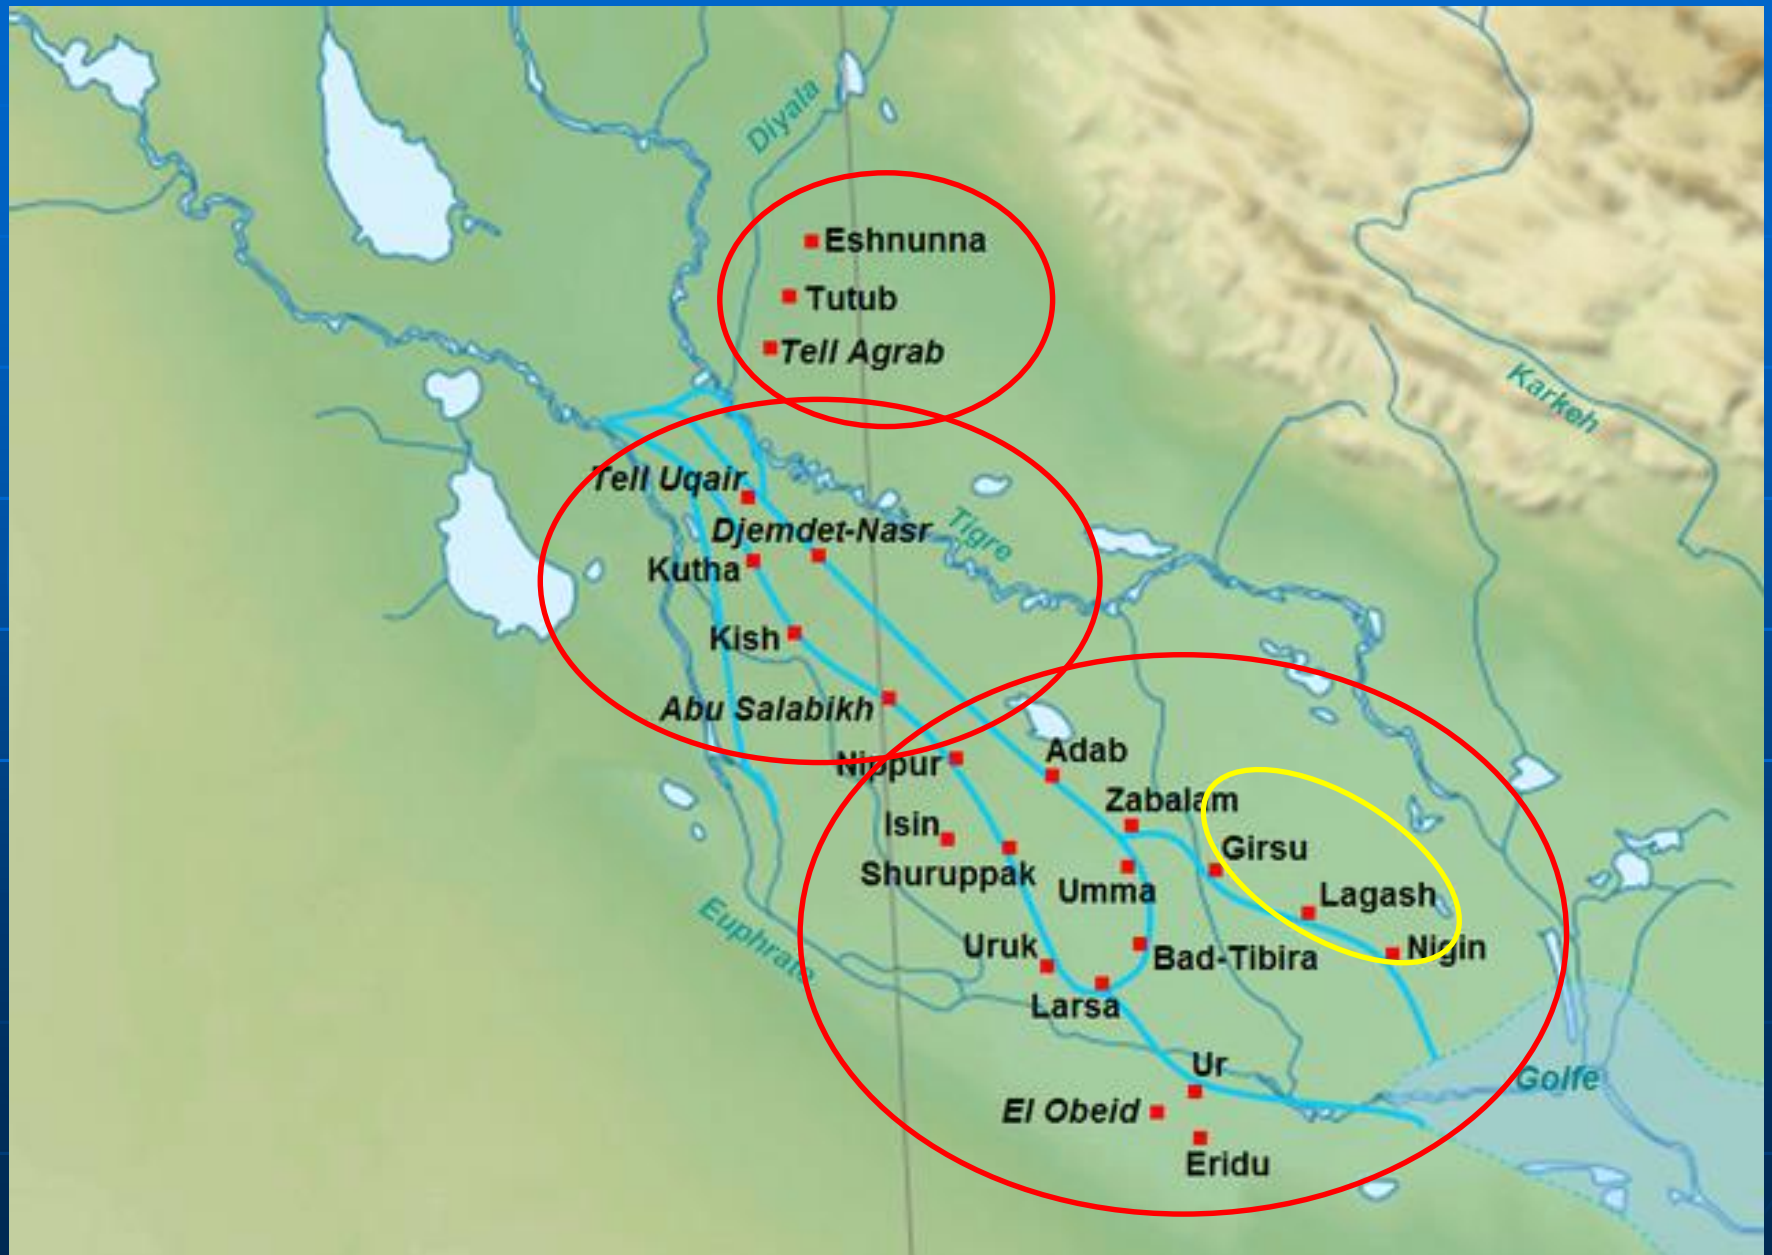 Diyala
Eshnunna
Tutub
Tell Agrab
Karkeh
Tell Uqair
Djemdet-Nasr
Tigre
Kutha
Kish
Abu Salabikh
Nippur
Adab
Zabalam
Isin
Girsu
Shuruppak
Umma
Lagash
Euphrate
Uruk
Bad-Tibira
Nigin
Larsa
Ur
Golfe
El Obeid
Eridu